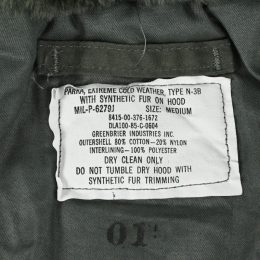 PARKA, EXTREME COLD WEATHER, TYPE N-3B
WITH SYNTHETIC FUR ON HOOD
MIL-P-6279J SIZE: MEDIUM
8415-00-376-1672
DLA100-85-C-0604
GREENBRIER INDUSTRIES INC.
OUTERSHELL 80% COTTON-20% NYLON
INTERLINING-100% POLYESTER
DRY CLEAN ONLY
DO NOT TUMBLE DRY HOOD WITH
SYNTHETIC FUR TRIMMING